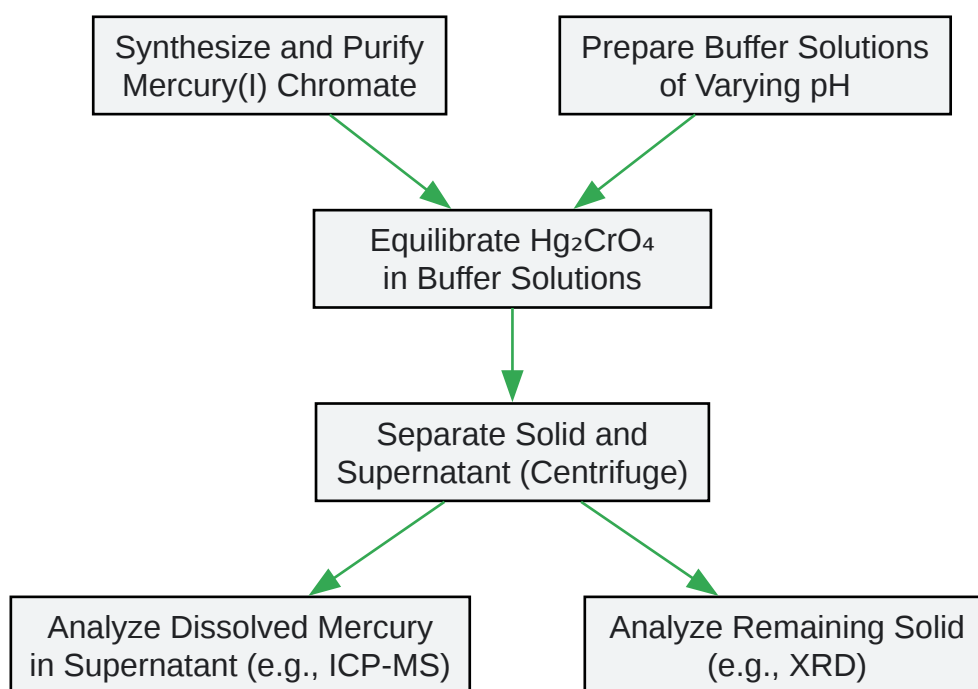 Synthesize and Purify
Mercury(I) Chromate
Prepare Buffer Solutions
of Varying pH
Equilibrate Hg₂CrO₄
in Buffer Solutions
Separate Solid and
Supernatant (Centrifuge)
Analyze Dissolved Mercury
in Supernatant (e.g., ICP-MS)
Analyze Remaining Solid
(e.g., XRD)